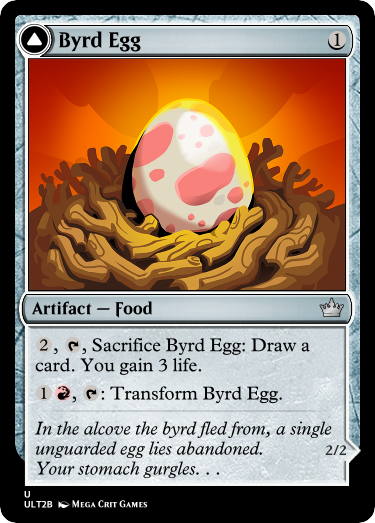 Byrd Egg 1
Artifact — Food
2, T, Sacrifice Byrd Egg: Draw a
card. You gain 3 life.
1 R, T: Transform Byrd Egg.
In the alcove the byrd fled from, a single
unguarded egg lies abandoned. 2/2
Your stomach gurgles. . .
U
ULT2B Mega Crit Games